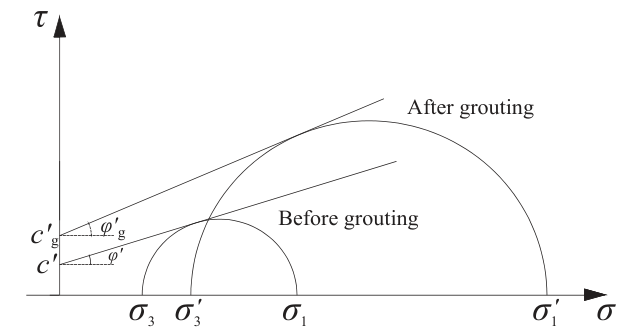 τ
After grouting
Before grouting
c′g φ′g
c′ φ′
σ3 σ′3 σ1 σ′1 σ